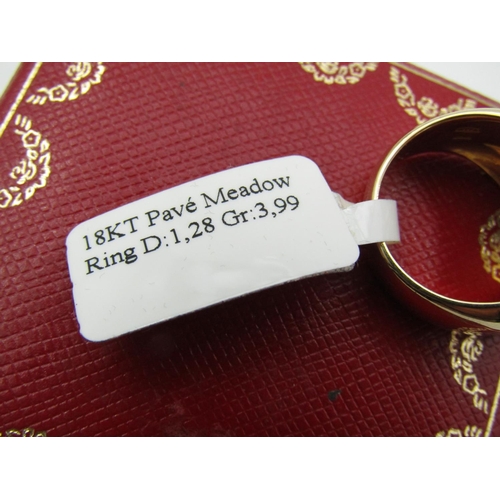 18KT Pavé Meadow
Ring D:1,28 Gr:3,99